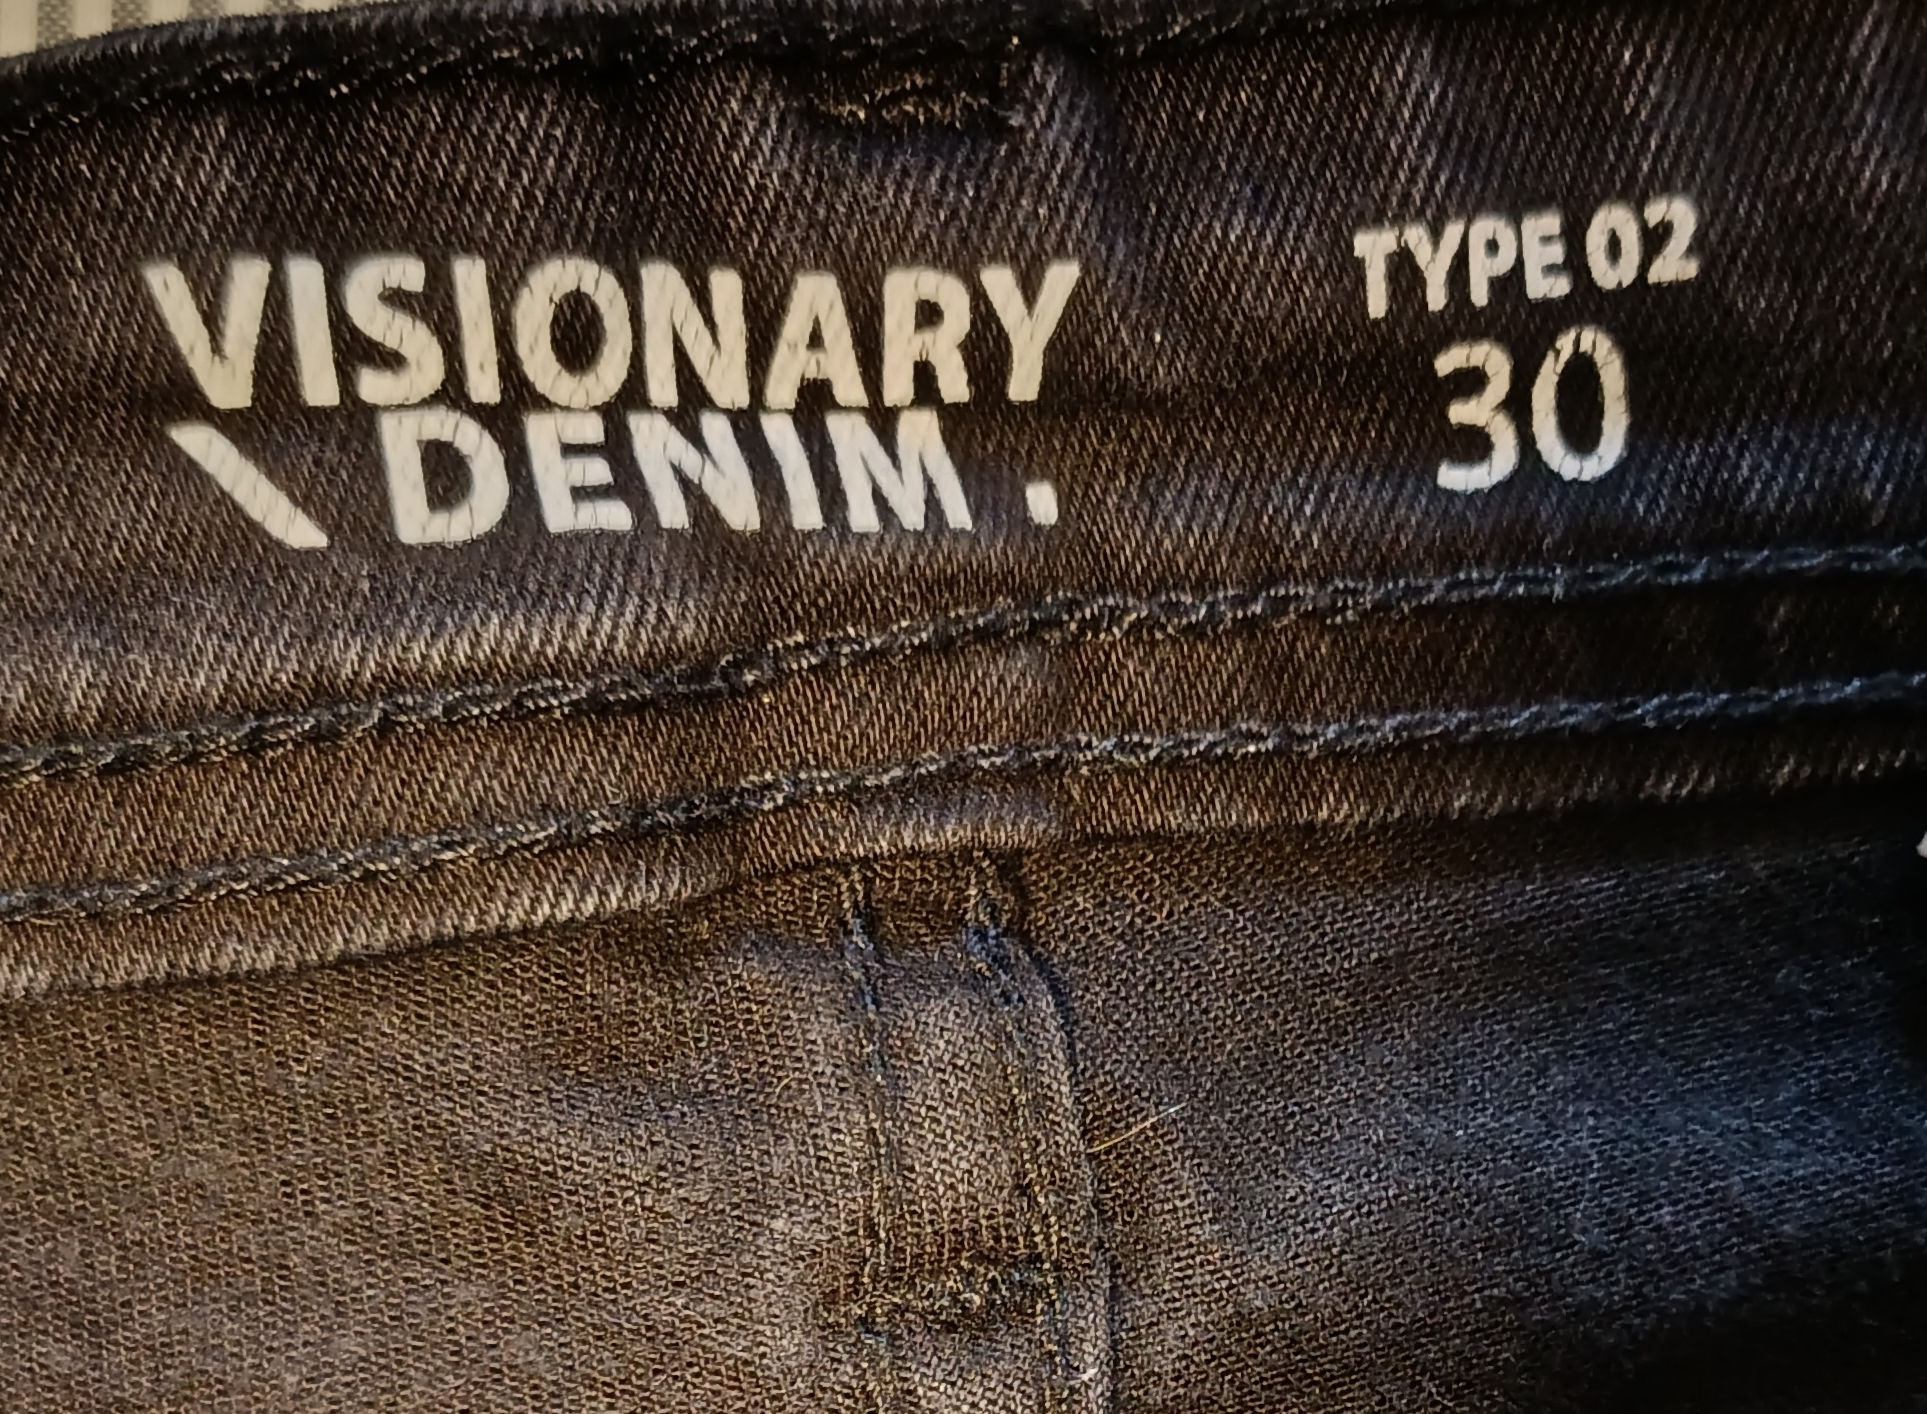 VISIONARY
\ DENIM .
TYPE 02
30